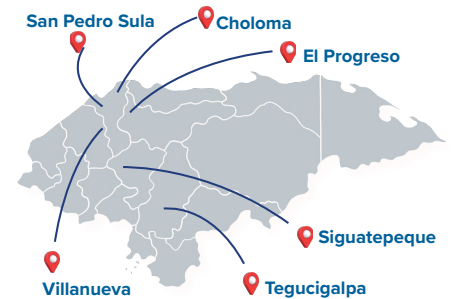 San Pedro Sula
Choloma
El Progreso
Siguatepeque
Villanueva
Tegucigalpa